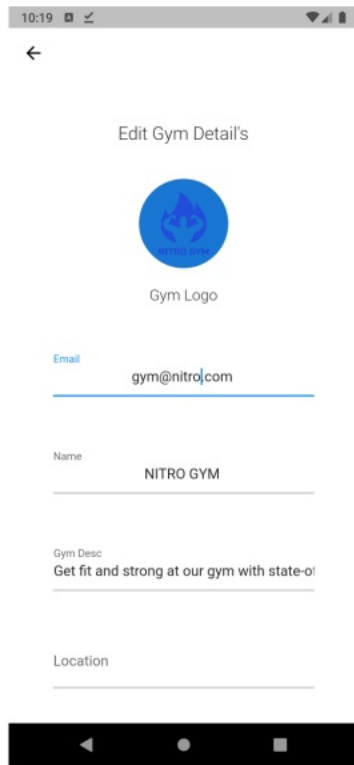 10:19
Edit Gym Detail's
NITRO GYM
Gym Logo
Email
gym@nitro.com
Name
NITRO GYM
Gym Desc
Get fit and strong at our gym with state-of
Location